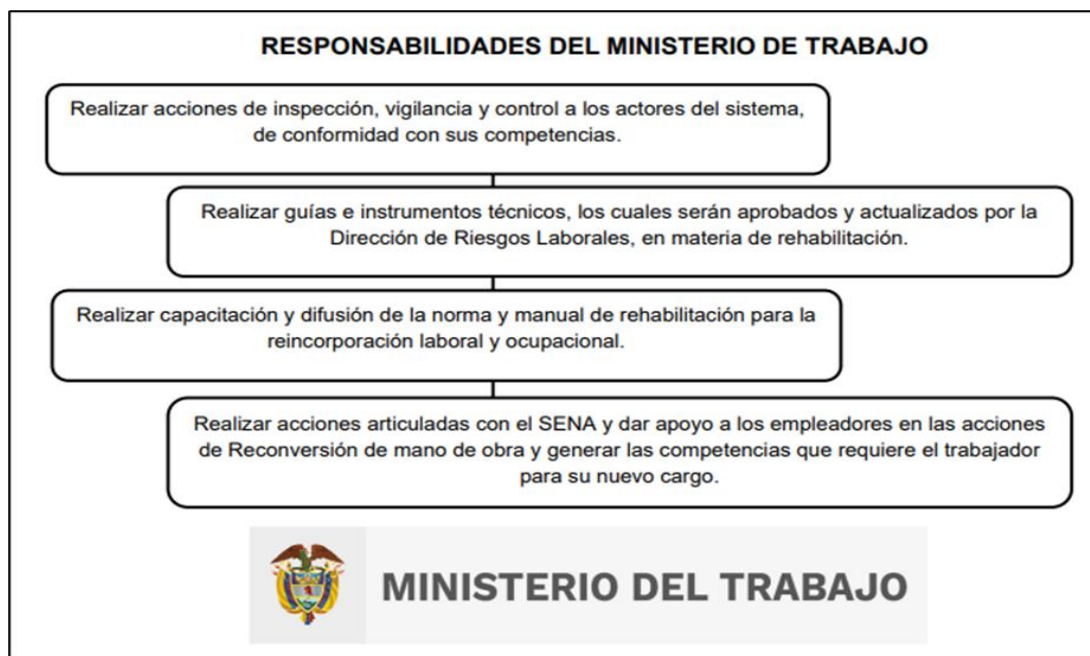 RESPONSABILIDADES DEL MINISTERIO DE TRABAJO
Realizar acciones de inspección, vigilancia y control a los actores del sistema,
de conformidad con sus competencias.
Realizar guías e instrumentos técnicos, los cuales serán aprobados y actualizados por la
Dirección de Riesgos Laborales, en materia de rehabilitación.
Realizar capacitación y difusión de la norma y manual de rehabilitación para la
reincorporación laboral y ocupacional.
Realizar acciones articuladas con el SENA y dar apoyo a los empleadores en las acciones
de Reconversión de mano de obra y generar las competencias que requiere el trabajador
para su nuevo cargo.
MINISTERIO DEL TRABAJO